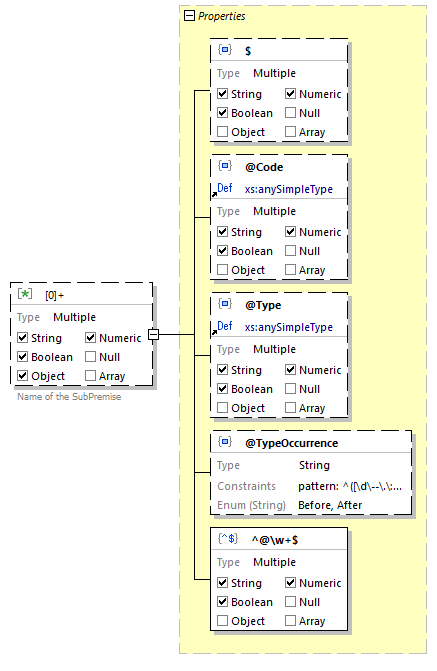 Properties
$
Type Multiple
String Numeric
Boolean Null
Object Array
@Code
Def xs:anySimpleType
Type Multiple
String Numeric
Boolean Null
Object Array
[0]+
Type Multiple
String Numeric
Boolean Null
Object Array
Name of the SubPremise
@Type
Def xs:anySimpleType
Type Multiple
String Numeric
Boolean Null
Object Array
@TypeOccurrence
Type String
Constraints pattern: ^([\d\--\.\:...
Enum (String) Before, After
{^$} ^@\w+$
Type Multiple
String Numeric
Boolean Null
Object Array